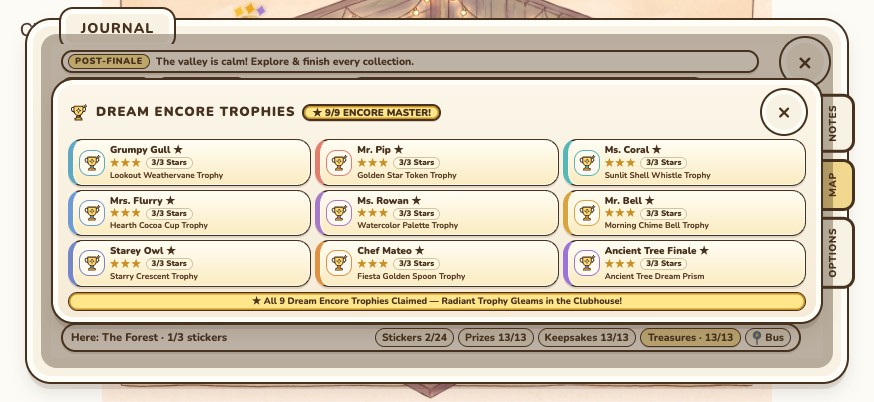 JOURNAL
POST-FINALE The valley is calm! Explore & finish every collection.
DREAM ENCORE TROPHIES ★ 9/9 ENCORE MASTER!
Grumpy Gull ★
★★★ 3/3 Stars
Lookout Weathervane Trophy
Mr. Pip ★
★★★ 3/3 Stars
Golden Star Token Trophy
Ms. Coral ★
★★★ 3/3 Stars
Sunlit Shell Whistle Trophy
Mrs. Flurry ★
★★★ 3/3 Stars
Hearth Cocoa Cup Trophy
Ms. Rowan ★
★★★ 3/3 Stars
Watercolor Palette Trophy
Mr. Bell ★
★★★ 3/3 Stars
Morning Chime Bell Trophy
Starey Owl ★
★★★ 3/3 Stars
Starry Crescent Trophy
Chef Mateo ★
★★★ 3/3 Stars
Fiesta Golden Spoon Trophy
Ancient Tree Finale ★
★★★ 3/3 Stars
Ancient Tree Dream Prism
★ All 9 Dream Encore Trophies Claimed — Radiant Trophy Gleams in the Clubhouse!
Here: The Forest · 1/3 stickers
Stickers 2/24 Prizes 13/13 Keepsakes 13/13 Treasures · 13/13 Bus
NOTES
MAP
OPTIONS